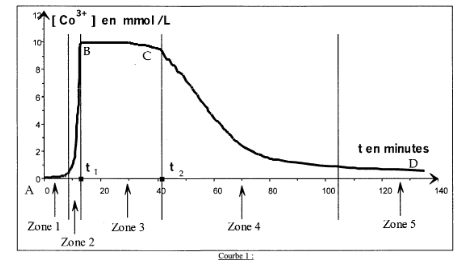 [ Co3+ ] en mmol /L
12
10
B
C
8
6
4
t en minutes
2
t1
t2
D
A
0
0 20 40 60 80 100 120 140
Zone 1
Zone 3
Zone 4
Zone 5
Zone 2
Courbe 1 :